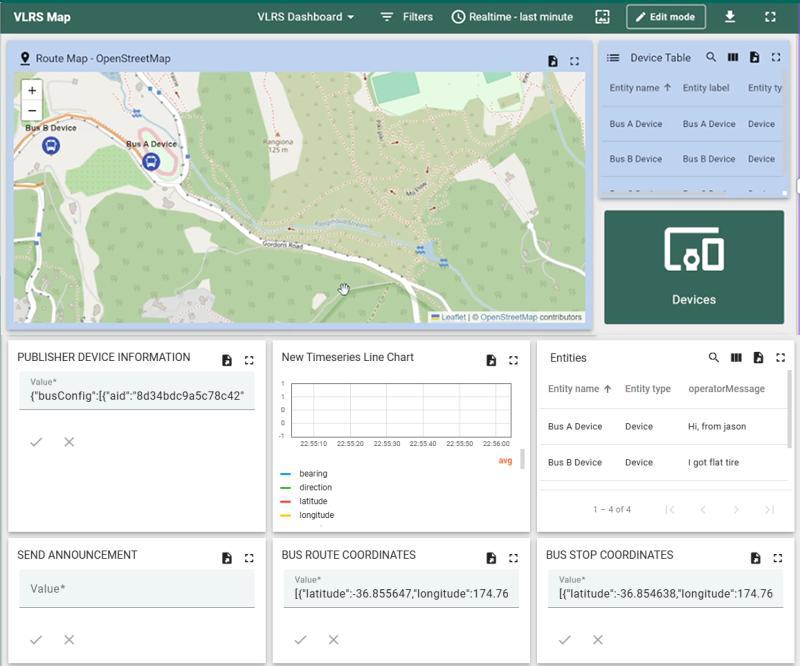 VLRS Map
VLRS Dashboard
Filters
Realtime - last minute
Edit mode
Route Map - OpenStreetMap
+
−
Bus B Device
Bus A Device
Rangiona
125 m
Gordons Road
Leaflet | © OpenStreetMap contributors
Device Table
Entity name Entity label Entity ty
Bus A Device Bus A Device Device
Bus B Device Bus B Device Device
Devices
PUBLISHER DEVICE INFORMATION
Value*
{"busConfig":[{"aid":"8d34bdc9a5c78c42"
New Timeseries Line Chart
1
1
0
0
-1
22:55:10 22:55:20 22:55:30 22:55:40 22:55:50 22:56:00
avg
bearing
direction
latitude
longitude
Entities
Entity name Entity type operatorMessage
Bus A Device Device Hi, from jason
Bus B Device Device I got flat tire
1 – 4 of 4
SEND ANNOUNCEMENT
Value*
BUS ROUTE COORDINATES
Value*
[{"latitude":-36.855647,"longitude":174.76
BUS STOP COORDINATES
Value*
[{"latitude":-36.854638,"longitude":174.76